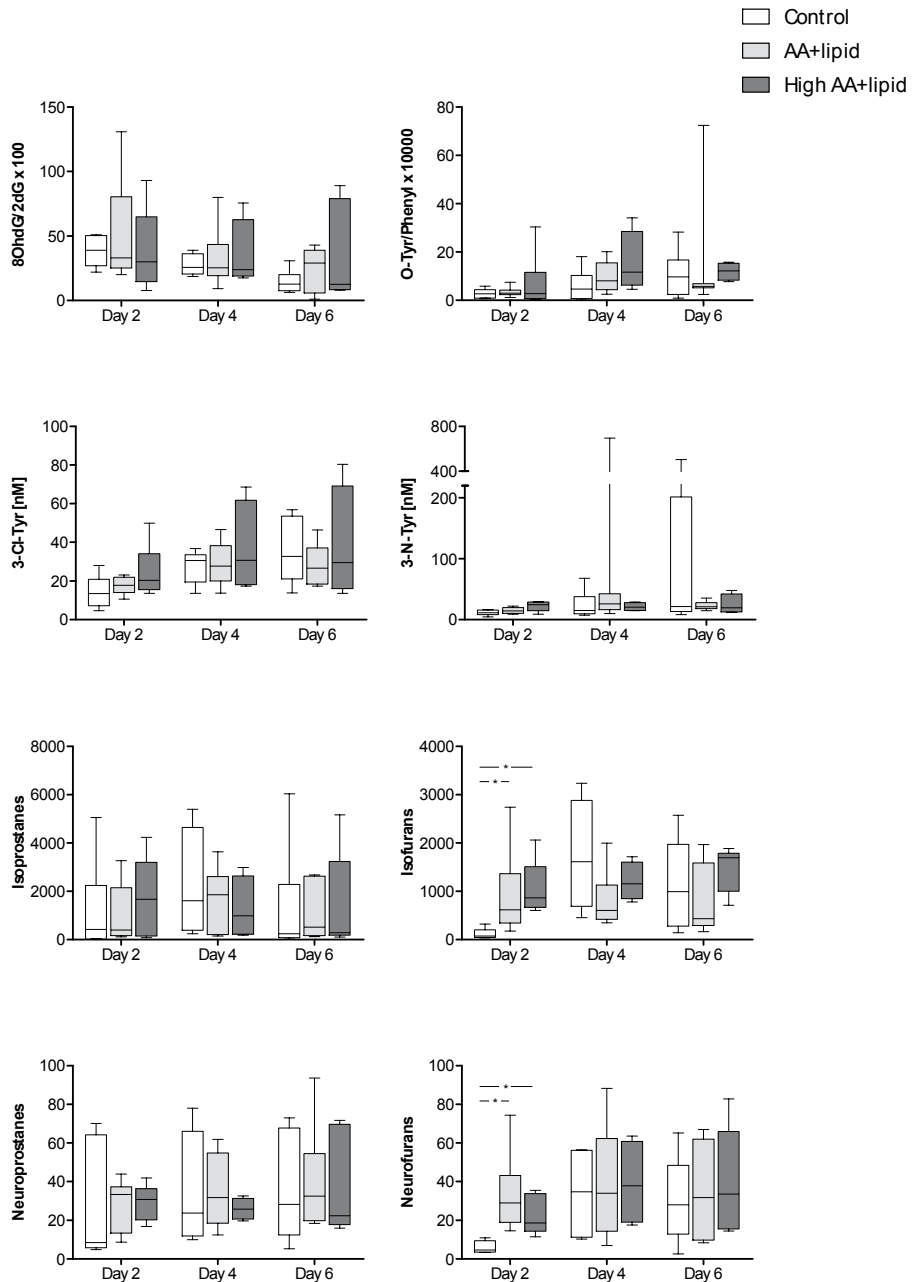 Control
AA+lipid
High AA+lipid
8OhdG/2dG x 100
150
100
50
0
Day 2
Day 4
Day 6
O-Tyr/Phenyl x 10000
80
60
40
20
0
Day 2
Day 4
Day 6
3-Cl-Tyr [nM]
100
80
60
40
20
0
Day 2
Day 4
Day 6
3-N-Tyr [nM]
800
400
200
100
0
Day 2
Day 4
Day 6
Isoprostanes
8000
6000
4000
2000
0
Day 2
Day 4
Day 6
Isofurans
4000
3000
2000
1000
0
*
*
Day 2
Day 4
Day 6
Neuroprostanes
100
80
60
40
20
0
Day 2
Day 4
Day 6
Neurofurans
100
80
60
40
20
0
*
*
Day 2
Day 4
Day 6